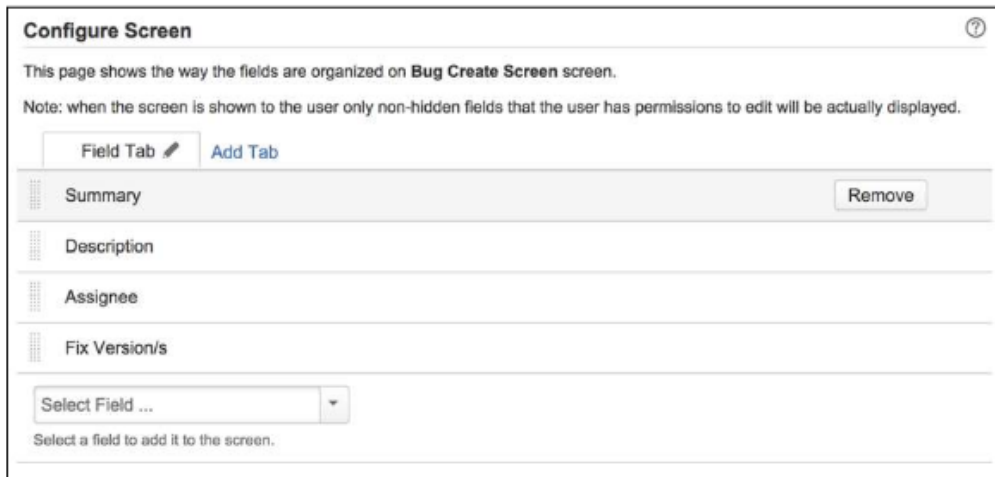 Configure Screen
This page shows the way the fields are organized on Bug Create Screen screen.
Note: when the screen is shown to the user only non-hidden fields that the user has permissions to edit will be actually displayed.
Field Tab Add Tab
Summary Remove
Description
Assignee
Fix Version/s
Select Field ...
Select a field to add it to the screen.